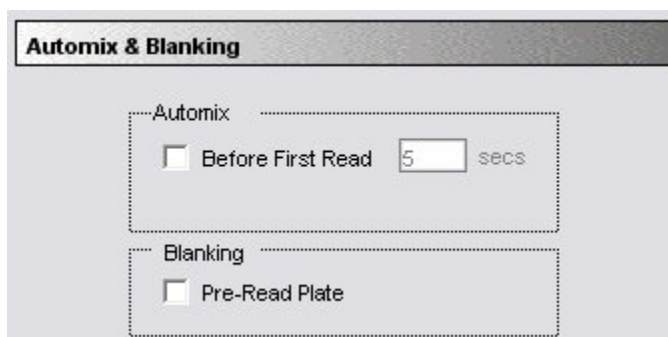 Automix & Blanking
Automix
Before First Read 5 secs
Blanking
Pre-Read Plate